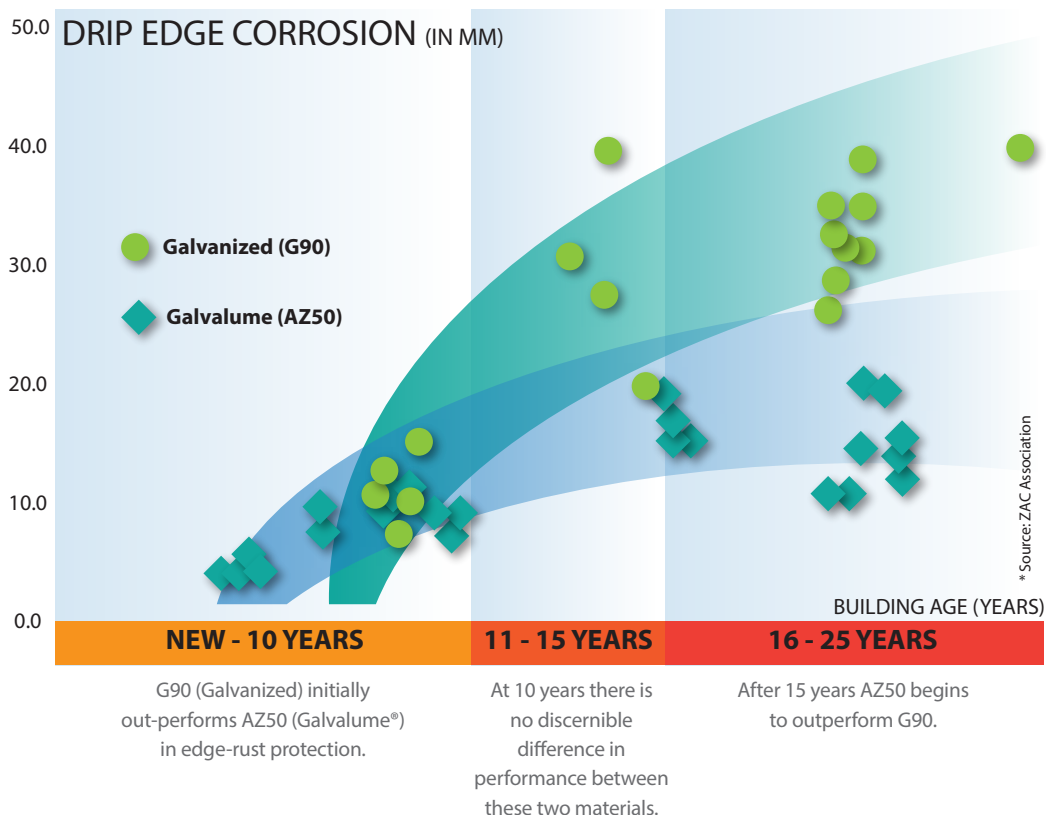 DRIP EDGE CORROSION (IN MM)
50.0
40.0
30.0
20.0
10.0
0.0
Galvanized (G90)
Galvalume (AZ50)
* Source: ZAC Association
BUILDING AGE (YEARS)
NEW - 10 YEARS
11 - 15 YEARS
16 - 25 YEARS
G90 (Galvanized) initially
out-performs AZ50 (Galvalume®)
in edge-rust protection.
At 10 years there is
no discernible
difference in
performance between
these two materials.
After 15 years AZ50 begins
to outperform G90.